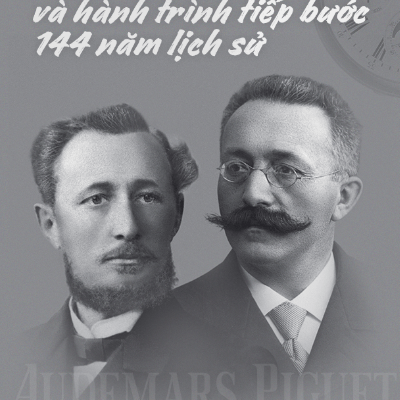 và hành trình tiếp bước
144 năm lịch sử
AUDEMARS PIGUET